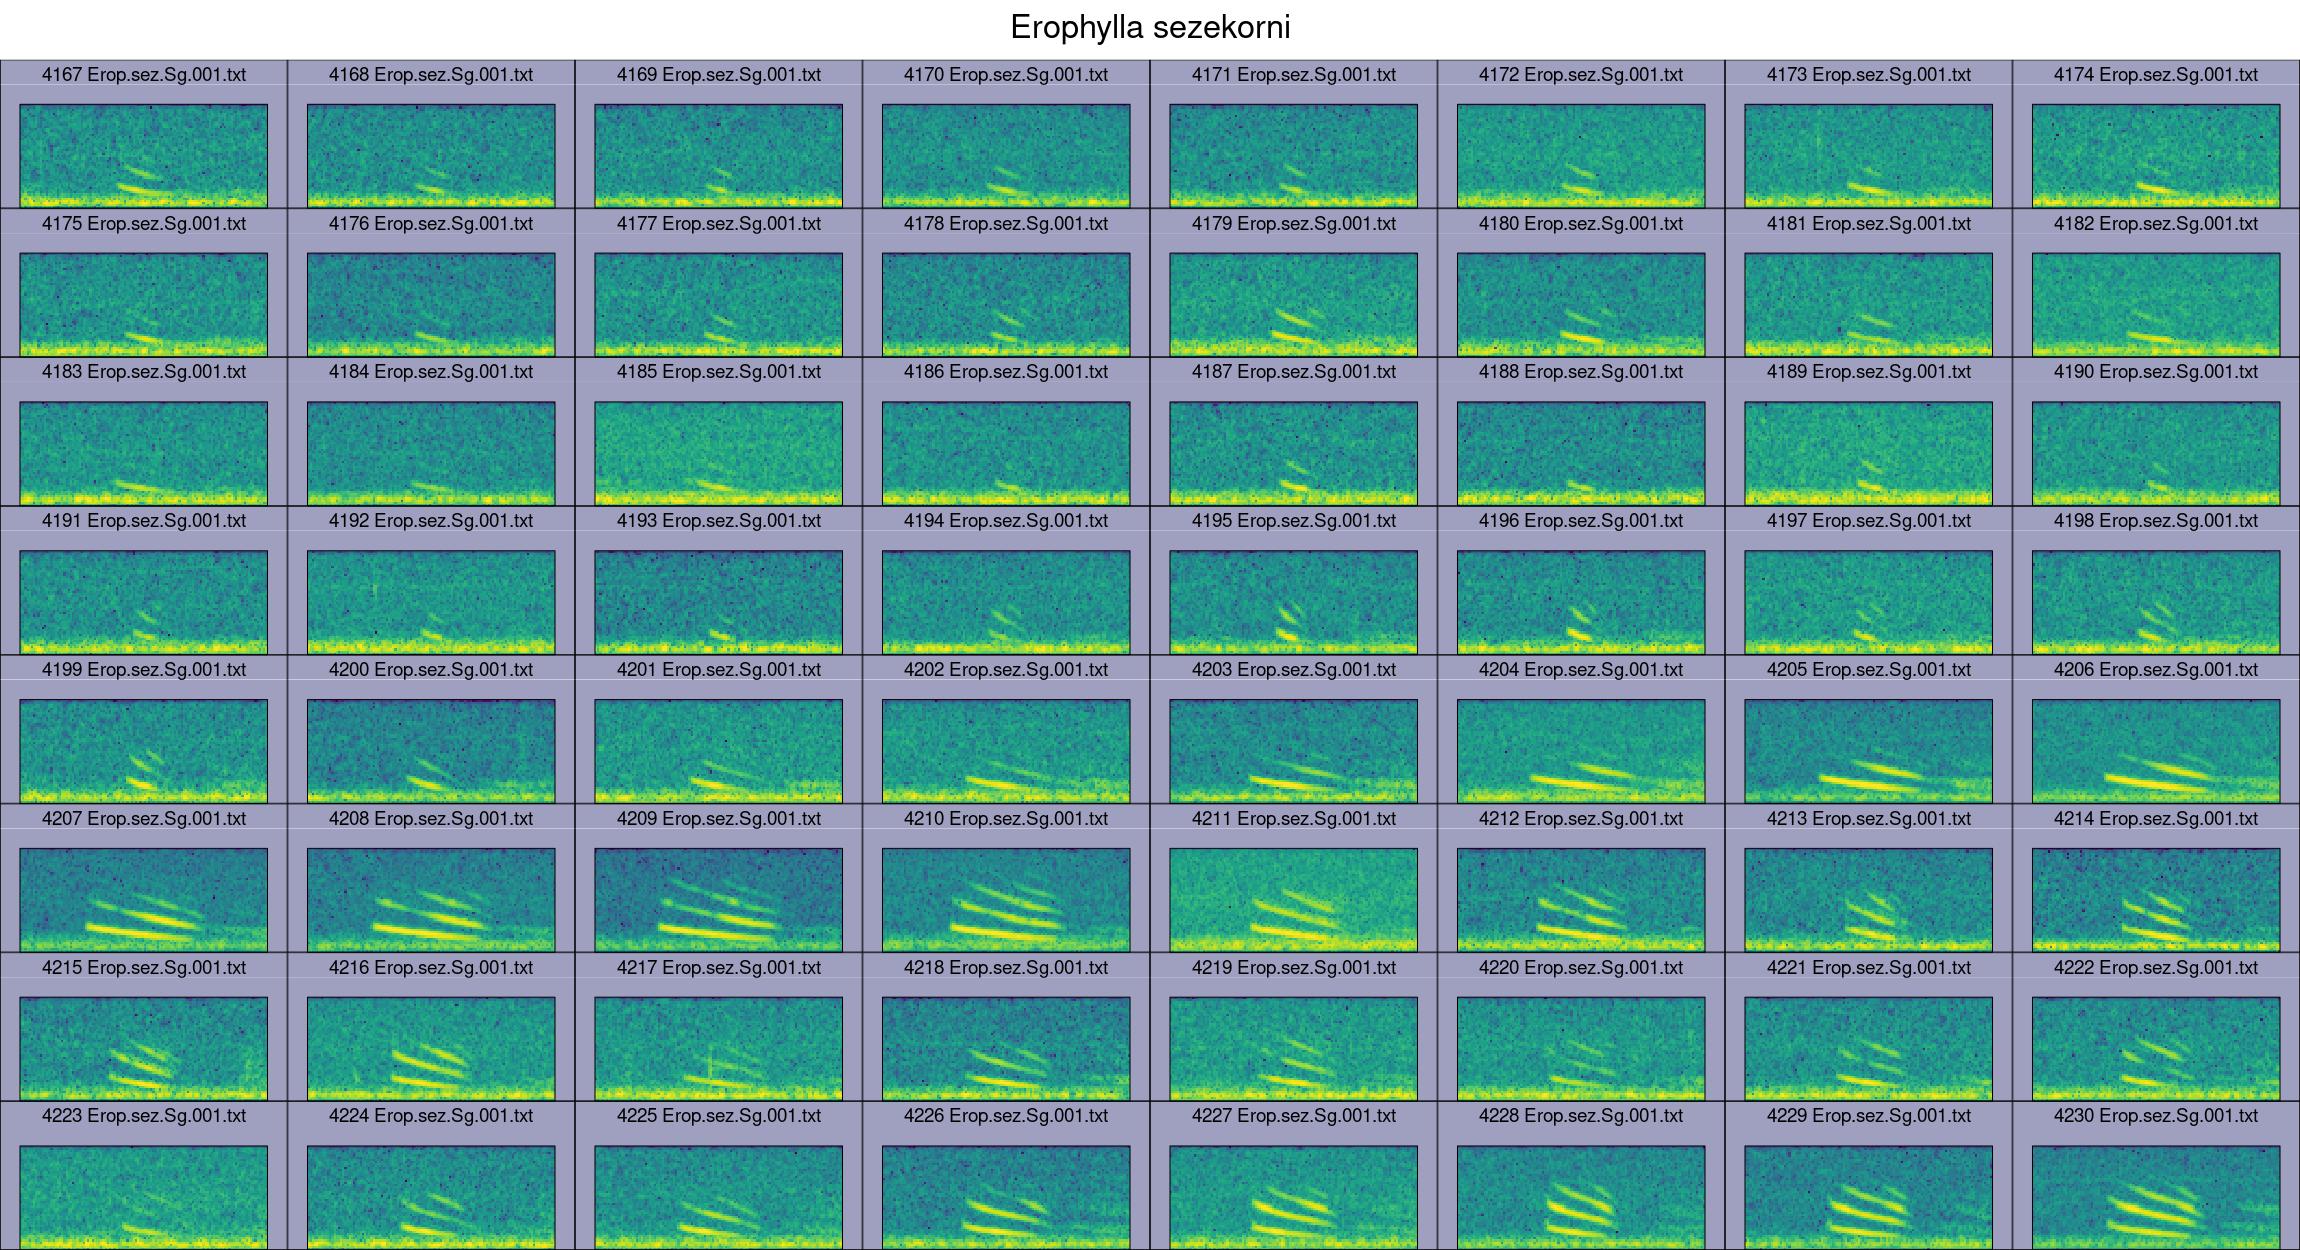 Erophylla sezekorni
4167 Erop.sez.Sg.001.txt 4168 Erop.sez.Sg.001.txt 4169 Erop.sez.Sg.001.txt 4170 Erop.sez.Sg.001.txt 4171 Erop.sez.Sg.001.txt 4172 Erop.sez.Sg.001.txt 4173 Erop.sez.Sg.001.txt 4174 Erop.sez.Sg.001.txt
4175 Erop.sez.Sg.001.txt 4176 Erop.sez.Sg.001.txt 4177 Erop.sez.Sg.001.txt 4178 Erop.sez.Sg.001.txt 4179 Erop.sez.Sg.001.txt 4180 Erop.sez.Sg.001.txt 4181 Erop.sez.Sg.001.txt 4182 Erop.sez.Sg.001.txt
4183 Erop.sez.Sg.001.txt 4184 Erop.sez.Sg.001.txt 4185 Erop.sez.Sg.001.txt 4186 Erop.sez.Sg.001.txt 4187 Erop.sez.Sg.001.txt 4188 Erop.sez.Sg.001.txt 4189 Erop.sez.Sg.001.txt 4190 Erop.sez.Sg.001.txt
4191 Erop.sez.Sg.001.txt 4192 Erop.sez.Sg.001.txt 4193 Erop.sez.Sg.001.txt 4194 Erop.sez.Sg.001.txt 4195 Erop.sez.Sg.001.txt 4196 Erop.sez.Sg.001.txt 4197 Erop.sez.Sg.001.txt 4198 Erop.sez.Sg.001.txt
4199 Erop.sez.Sg.001.txt 4200 Erop.sez.Sg.001.txt 4201 Erop.sez.Sg.001.txt 4202 Erop.sez.Sg.001.txt 4203 Erop.sez.Sg.001.txt 4204 Erop.sez.Sg.001.txt 4205 Erop.sez.Sg.001.txt 4206 Erop.sez.Sg.001.txt
4207 Erop.sez.Sg.001.txt 4208 Erop.sez.Sg.001.txt 4209 Erop.sez.Sg.001.txt 4210 Erop.sez.Sg.001.txt 4211 Erop.sez.Sg.001.txt 4212 Erop.sez.Sg.001.txt 4213 Erop.sez.Sg.001.txt 4214 Erop.sez.Sg.001.txt
4215 Erop.sez.Sg.001.txt 4216 Erop.sez.Sg.001.txt 4217 Erop.sez.Sg.001.txt 4218 Erop.sez.Sg.001.txt 4219 Erop.sez.Sg.001.txt 4220 Erop.sez.Sg.001.txt 4221 Erop.sez.Sg.001.txt 4222 Erop.sez.Sg.001.txt
4223 Erop.sez.Sg.001.txt 4224 Erop.sez.Sg.001.txt 4225 Erop.sez.Sg.001.txt 4226 Erop.sez.Sg.001.txt 4227 Erop.sez.Sg.001.txt 4228 Erop.sez.Sg.001.txt 4229 Erop.sez.Sg.001.txt 4230 Erop.sez.Sg.001.txt